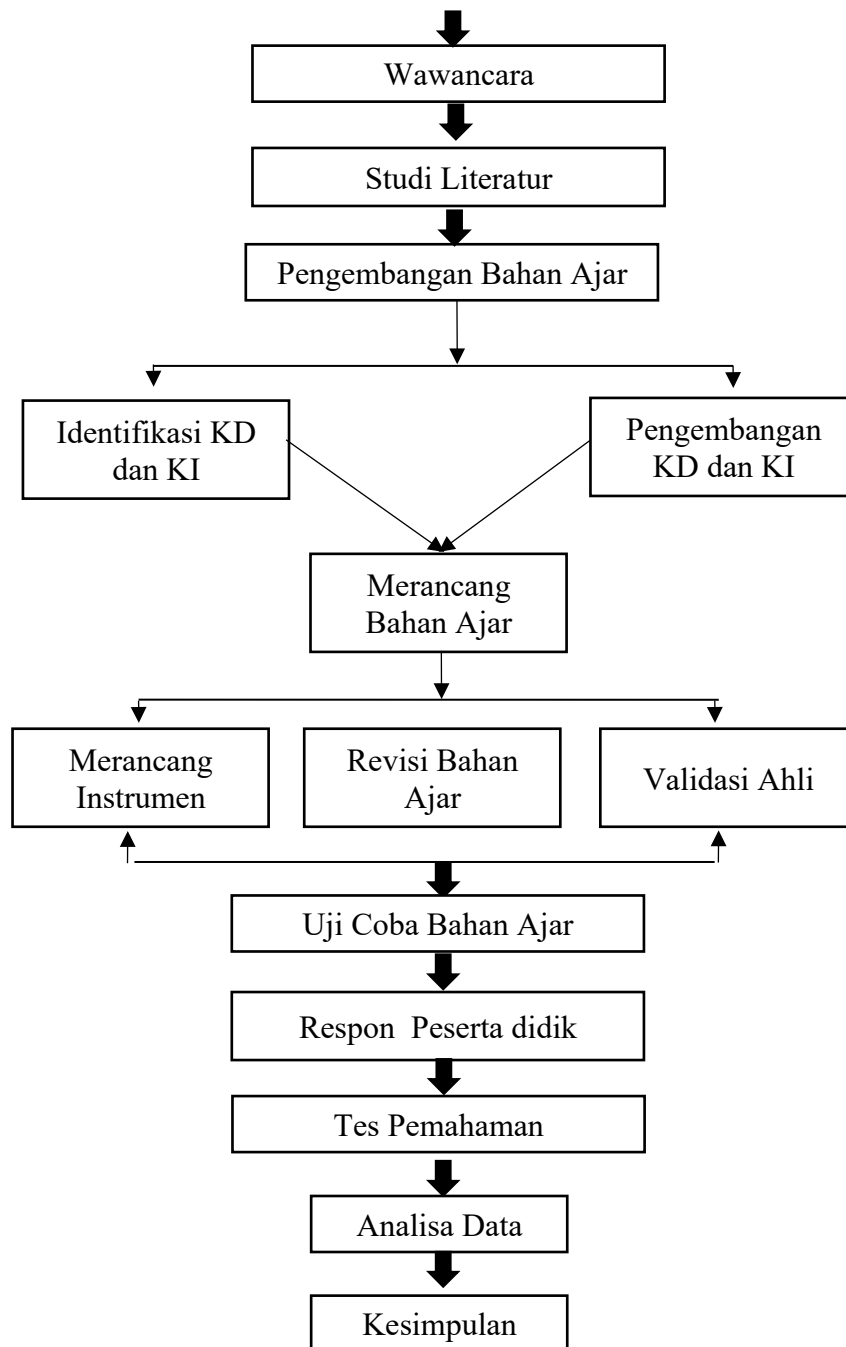 Wawancara
Studi Literatur
Pengembangan Bahan Ajar
Identifikasi KD
dan KI
Pengembangan
KD dan KI
Merancang
Bahan Ajar
Merancang
Instrumen
Revisi Bahan
Ajar
Validasi Ahli
Uji Coba Bahan Ajar
Respon  Peserta didik
Tes Pemahaman
Analisa Data
Kesimpulan